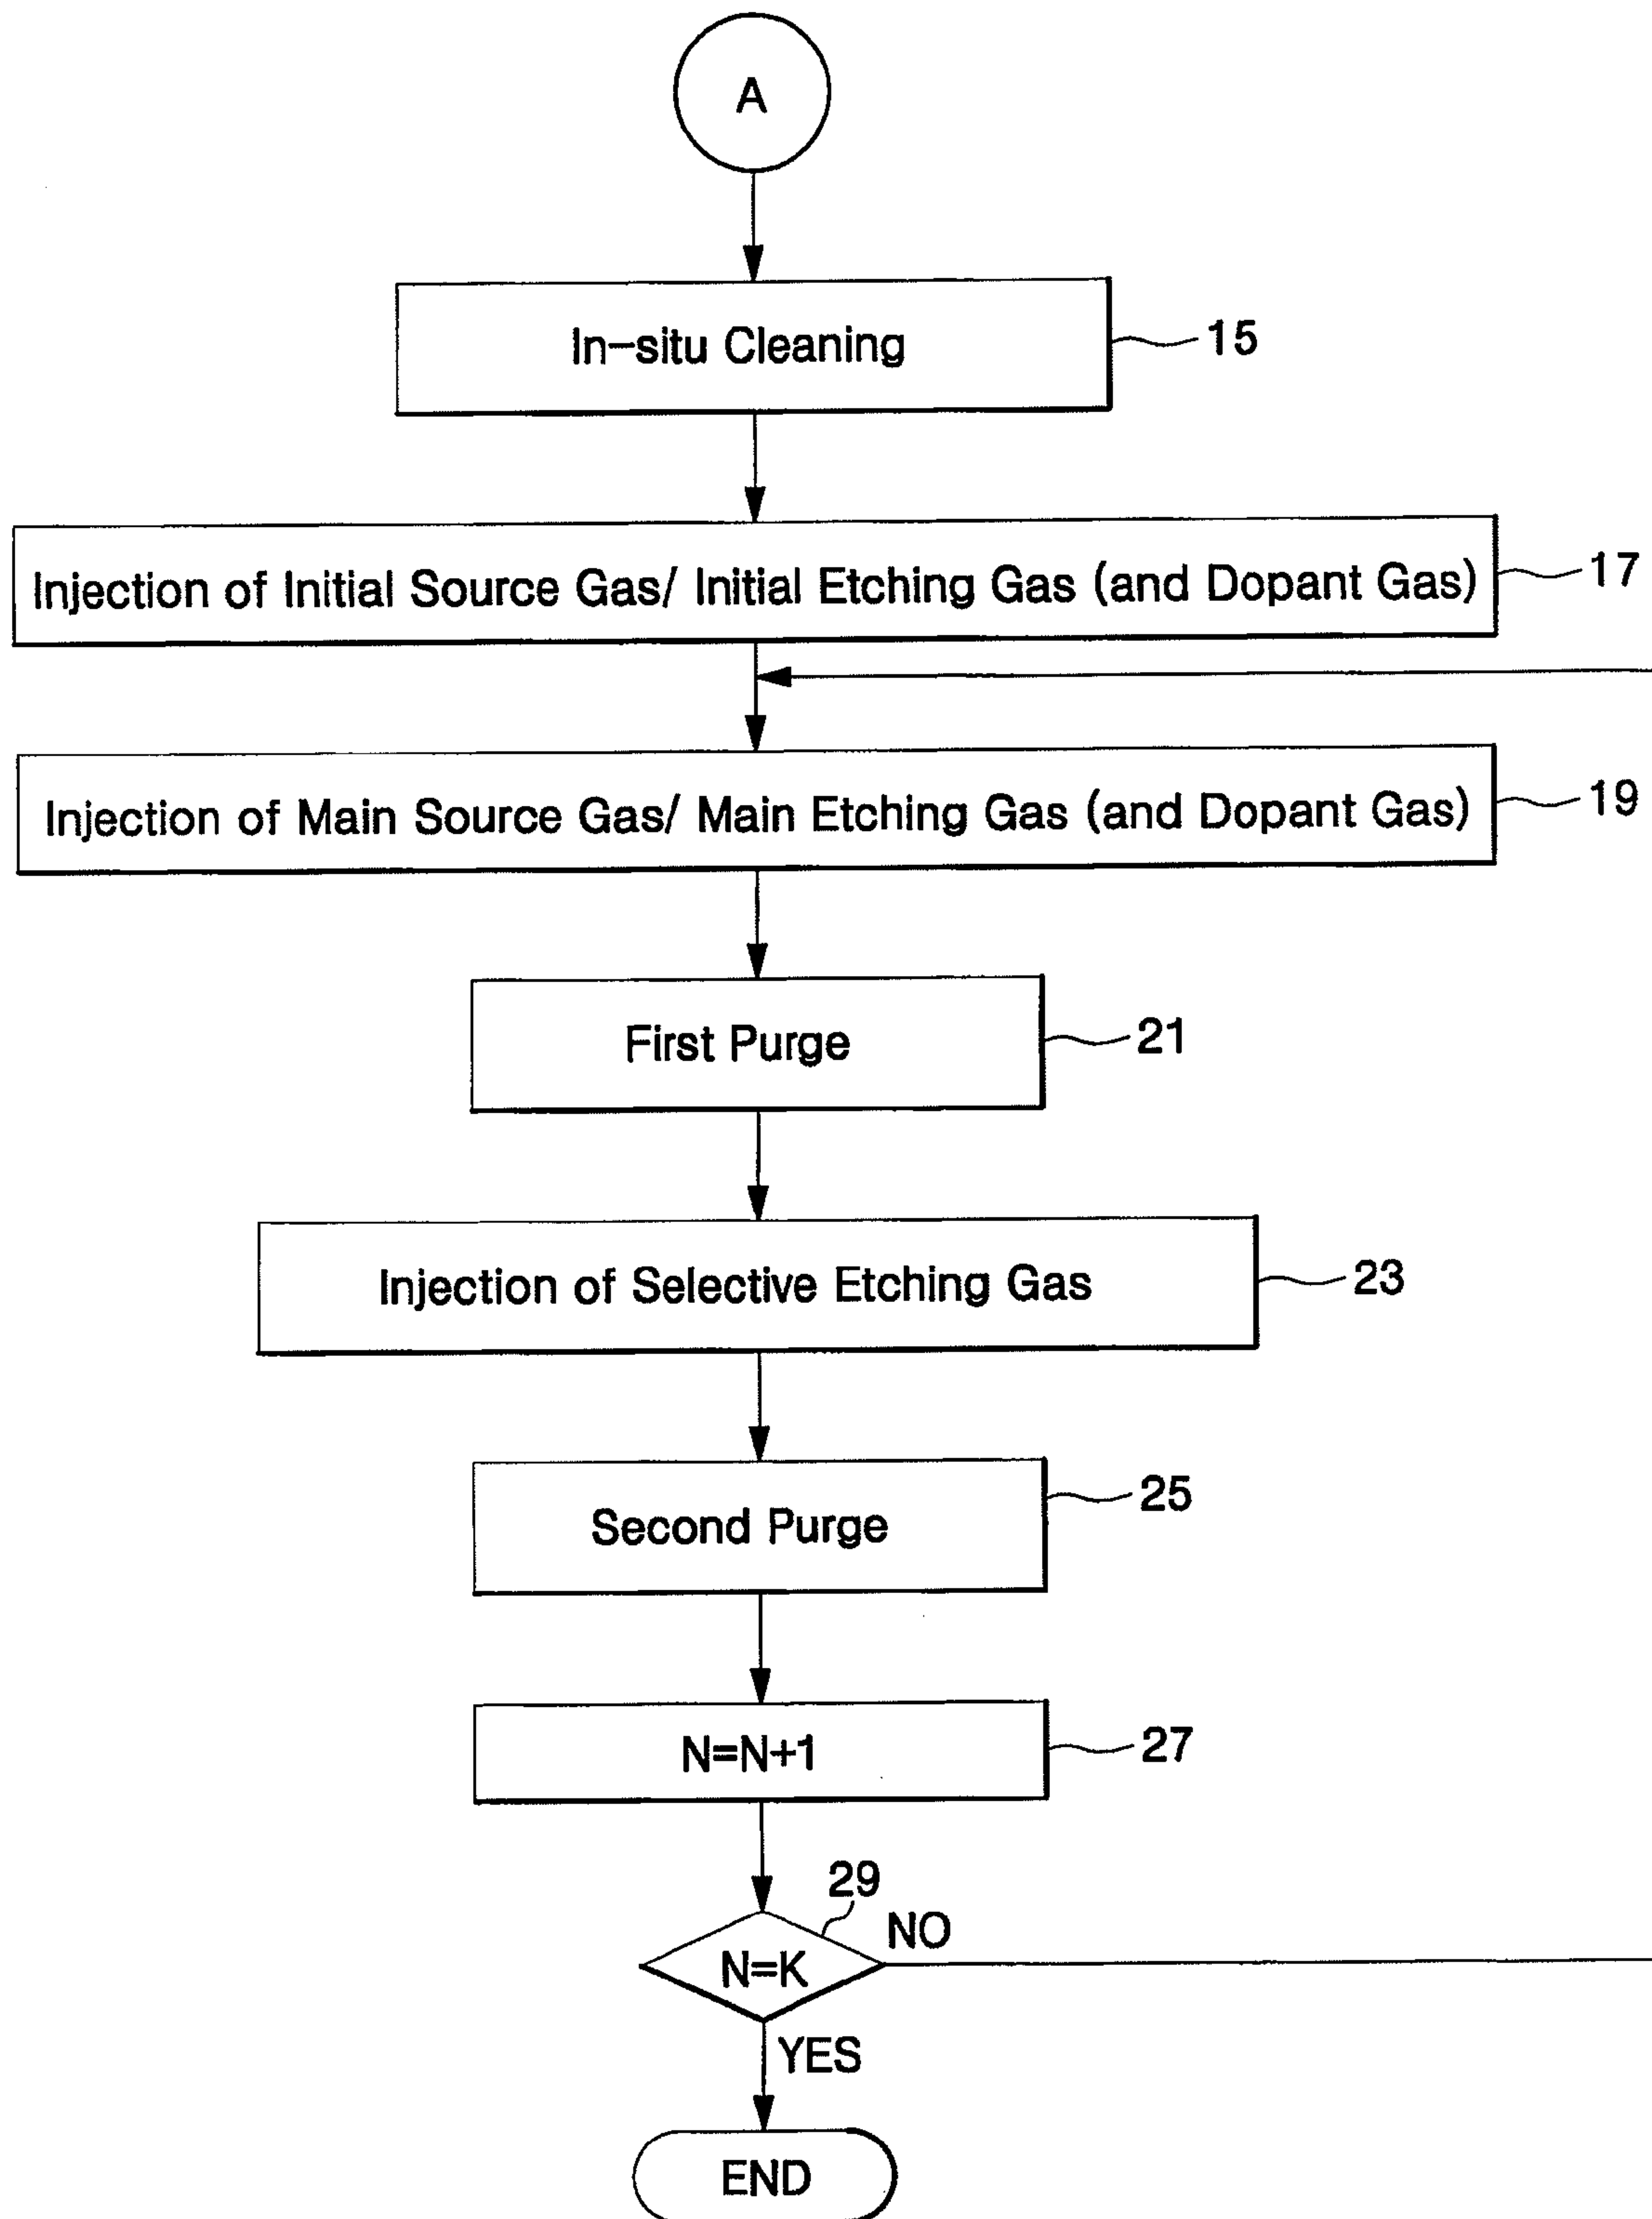 A
In-situ Cleaning
15
Injection of Initial Source Gas/ Initial Etching Gas (and Dopant Gas)
17
Injection of Main Source Gas/ Main Etching Gas (and Dopant Gas)
19
First Purge
21
Injection of Selective Etching Gas
23
Second Purge
25
N=N+1
27
29
N=K
NO
YES
END